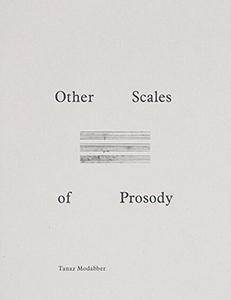 Other Scales
of Prosody
Tanaz Modabber